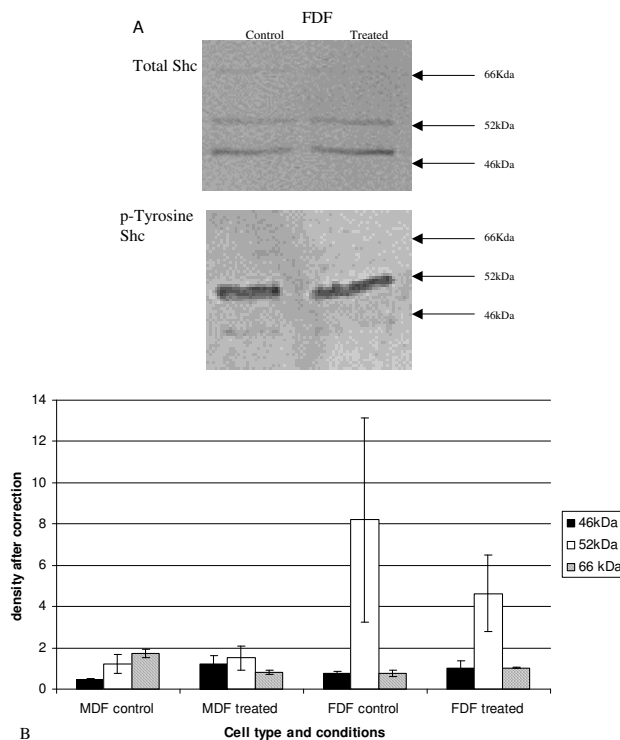 A
FDF
Control Treated
Total Shc
66Kda
52kDa
46kDa
p-Tyrosine
Shc
66Kda
52kDa
46kDa
14
12
10
8
6
4
2
0
density after correction
MDF control MDF treated FDF control FDF treated
Cell type and conditions
46kDa
52kDa
66 kDa
B